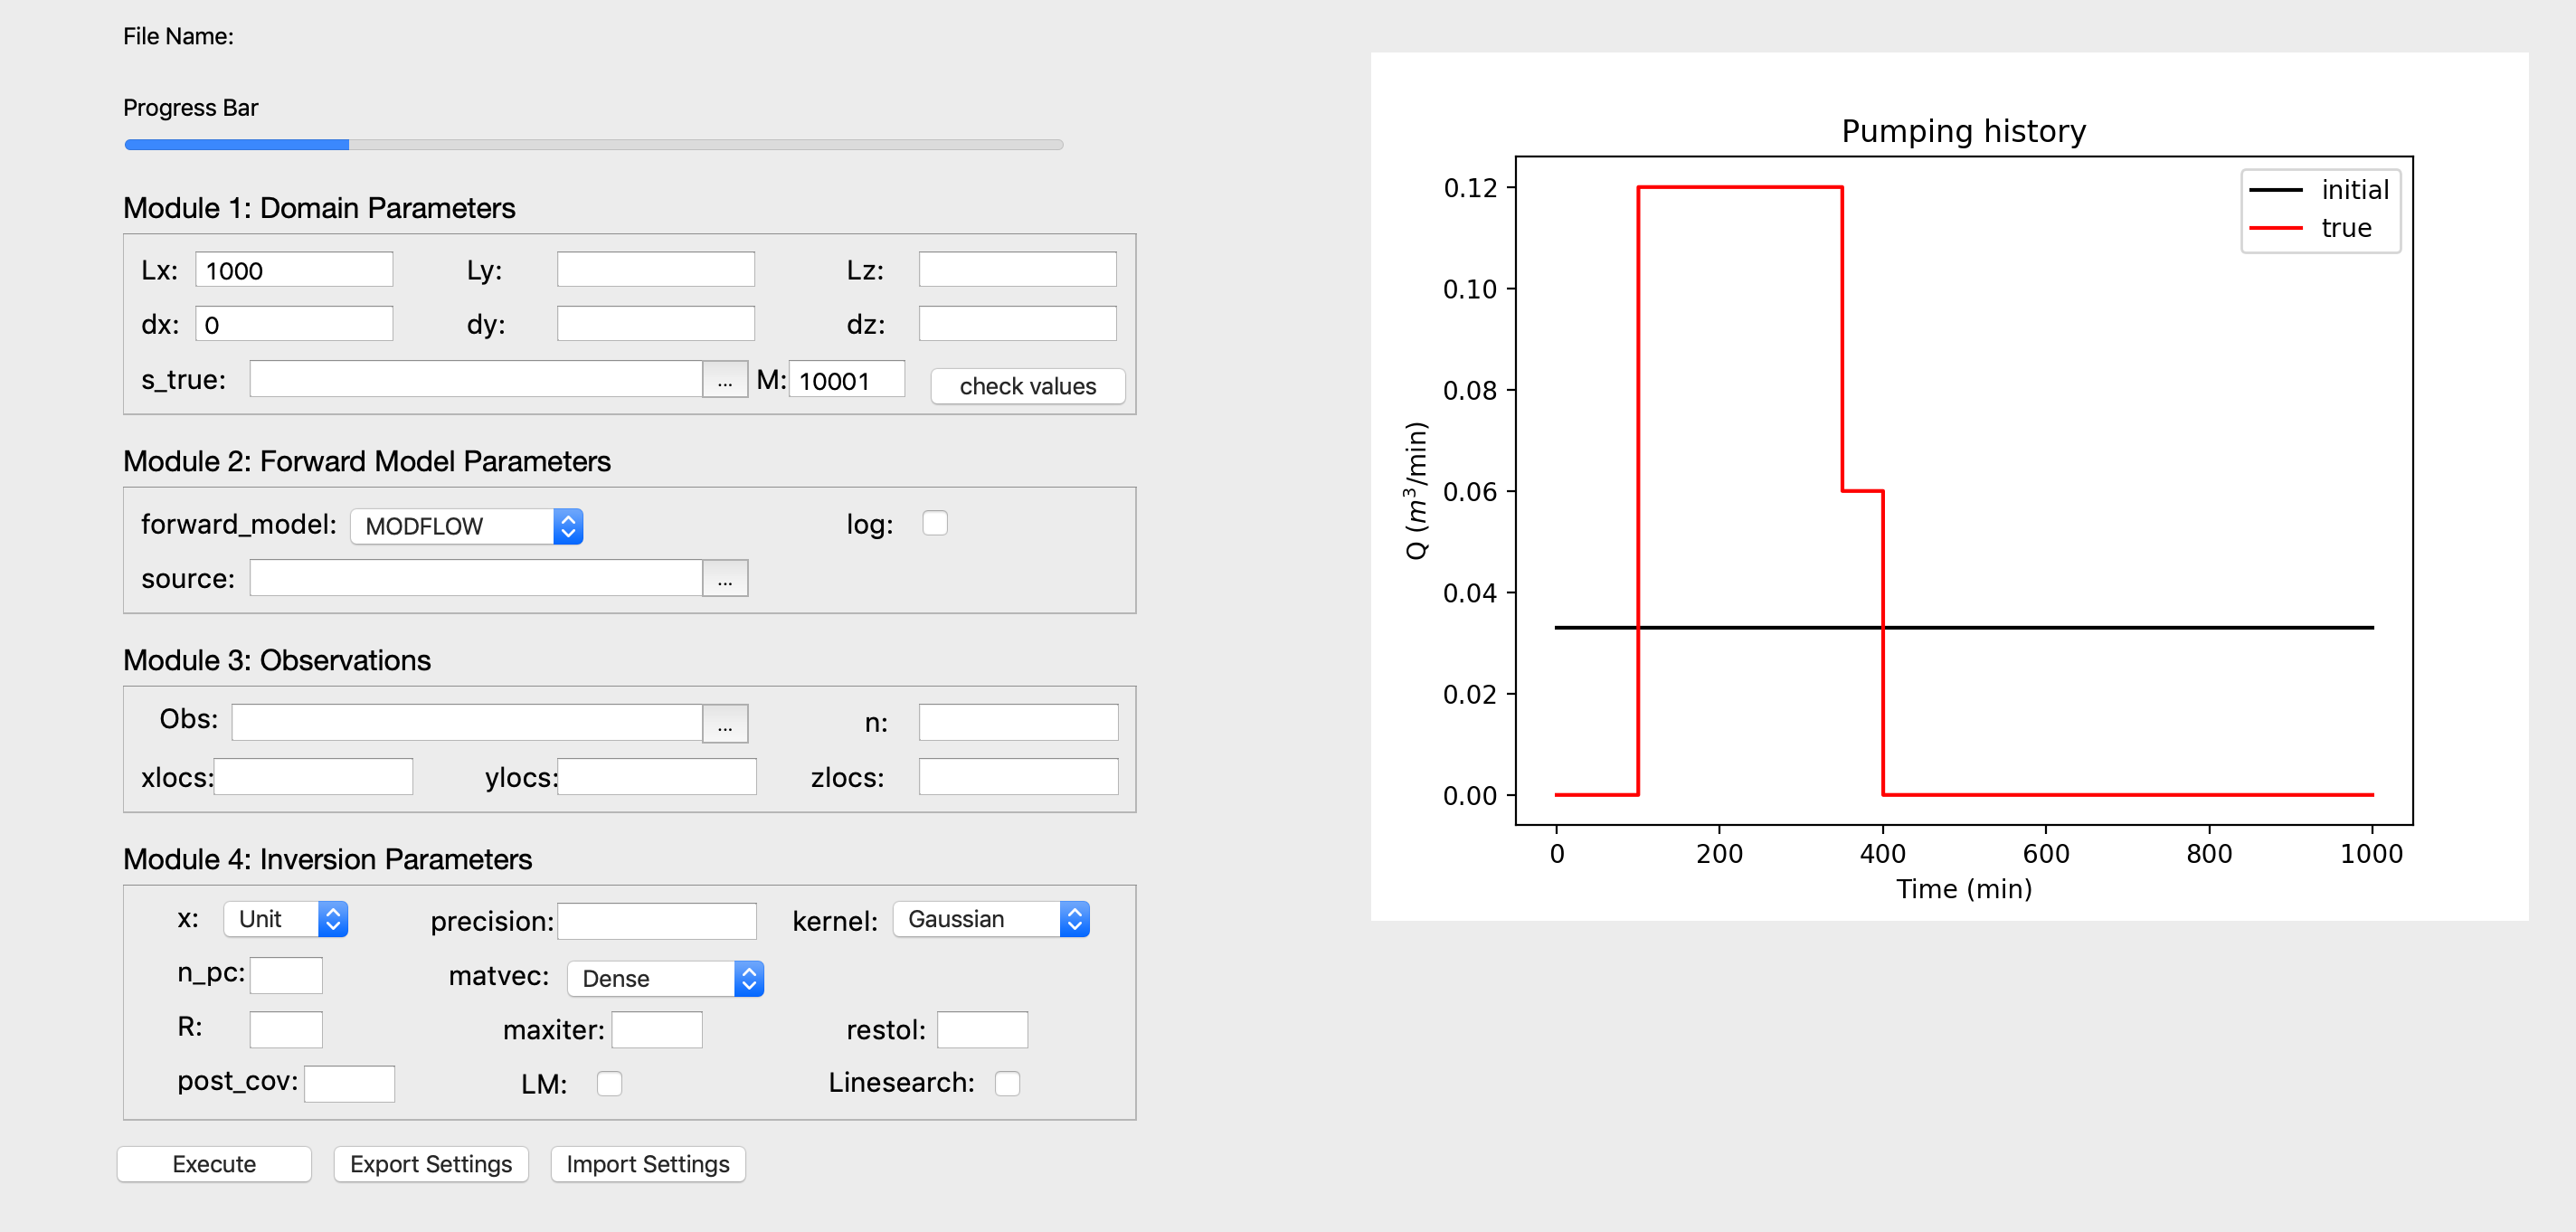 File Name:
Progress Bar
Module 1: Domain Parameters
Lx: 1000 Ly: Lz:
dx: 0 dy: dz:
s_true: ... M: 10001 check values
Module 2: Forward Model Parameters
forward_model: MODFLOW log:
source: ...
Module 3: Observations
Obs: ... n:
xlocs: ylocs: zlocs:
Module 4: Inversion Parameters
x: Unit precision: kernel: Gaussian
n_pc: matvec: Dense
R: maxiter: restol:
post_cov: LM: Linesearch:
Execute Export Settings Import Settings
Pumping history
initial
true
0.12
0.10
0.08
0.06
0.04
0.02
0.00
Q (m³/min)
0 200 400 600 800 1000
Time (min)